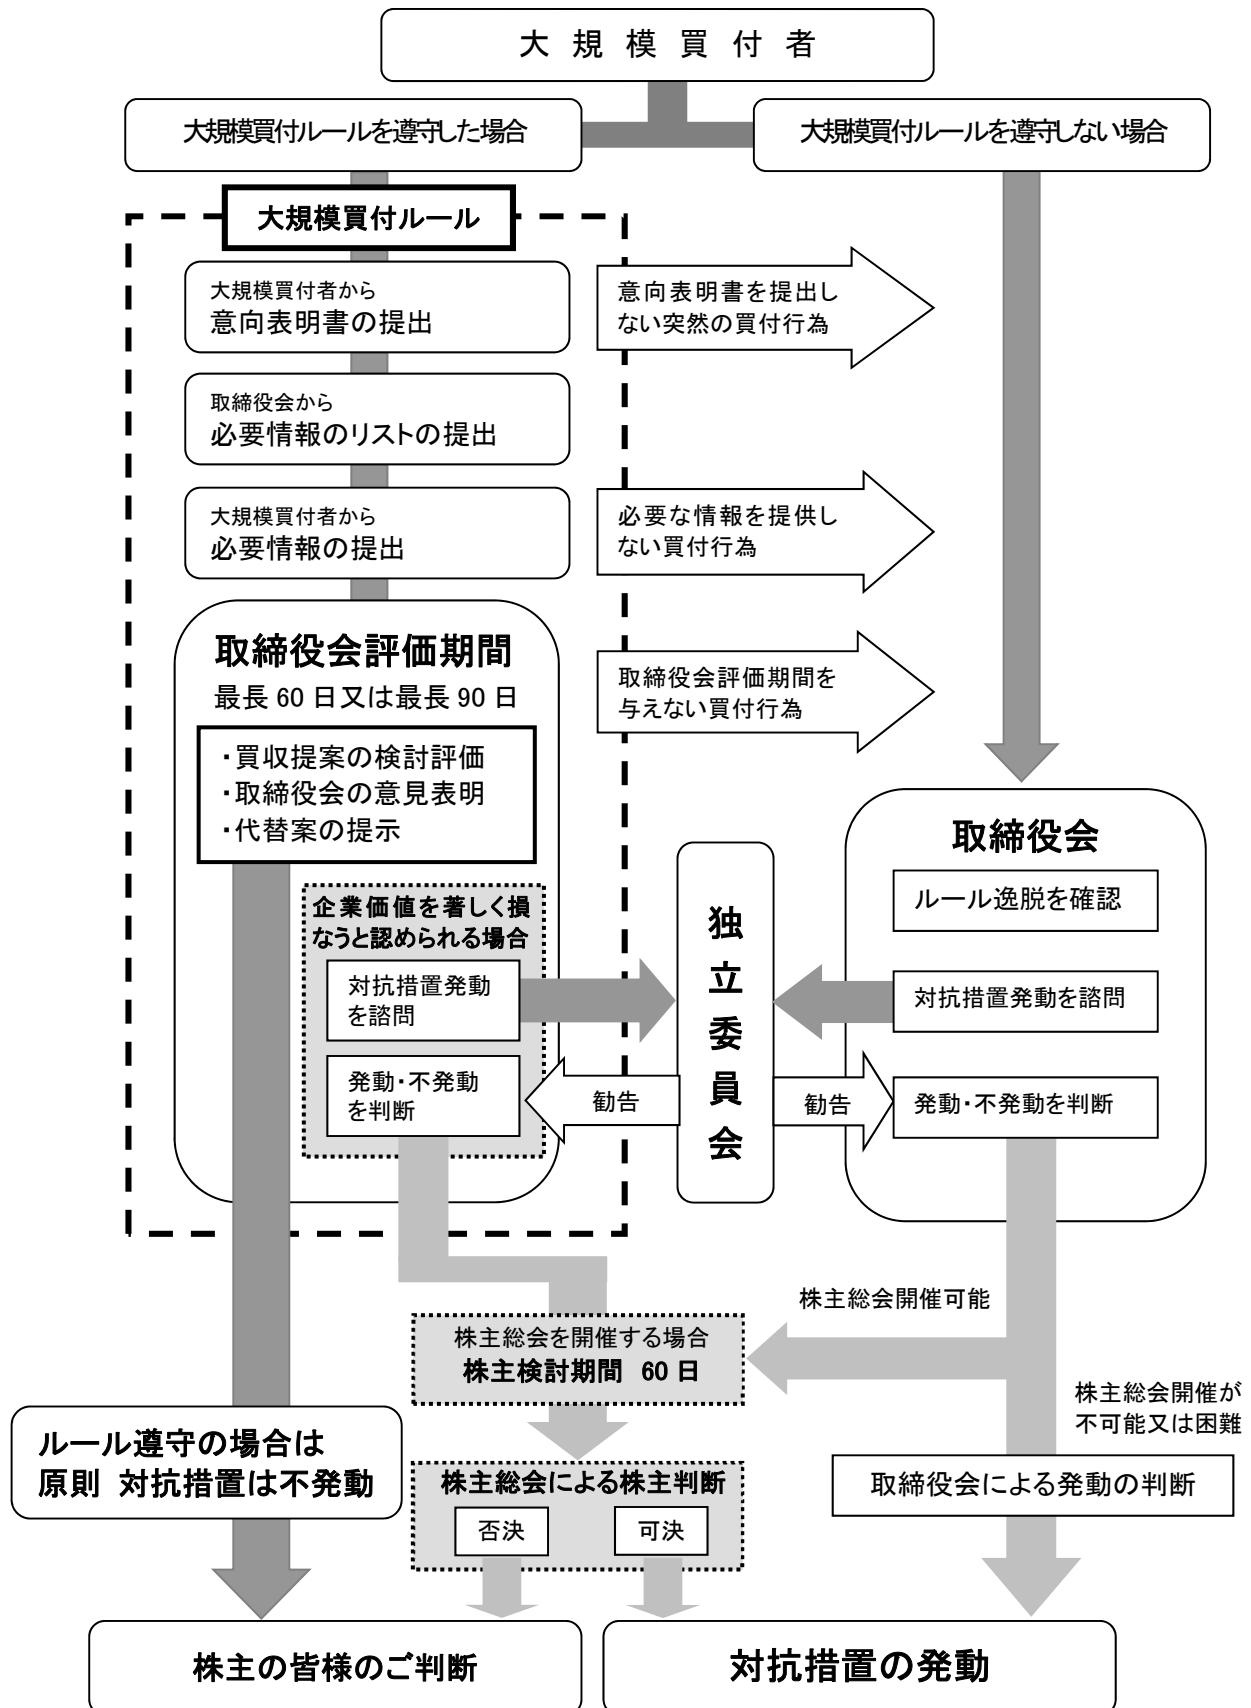 大規模買付者
大規模買付ルールを遵守した場合
大規模買付ルールを遵守しない場合
大規模買付ルール
大規模買付者から
意向表明書の提出
意向表明書を提出し
ない突然の買付行為
取締役会から
必要情報のリストの提出
大規模買付者から
必要情報の提出
必要な情報を提供し
ない買付行為
取締役会評価期間
最長 60 日又は最長 90 日
取締役会評価期間を
与えない買付行為
・買収提案の検討評価
・取締役会の意見表明
・代替案の提示
企業価値を著しく損
なうと認められる場合
対抗措置発動
を諮問
発動・不発動
を判断
勧告
独立委員会
勧告
取締役会
ルール逸脱を確認
対抗措置発動を諮問
発動・不発動を判断
株主総会開催可能
株主総会を開催する場合
株主検討期間 60 日
株主総会開催が
不可能又は困難
ルール遵守の場合は
原則 対抗措置は不発動
株主総会による株主判断
否決
可決
取締役会による発動の判断
株主の皆様のご判断
対抗措置の発動